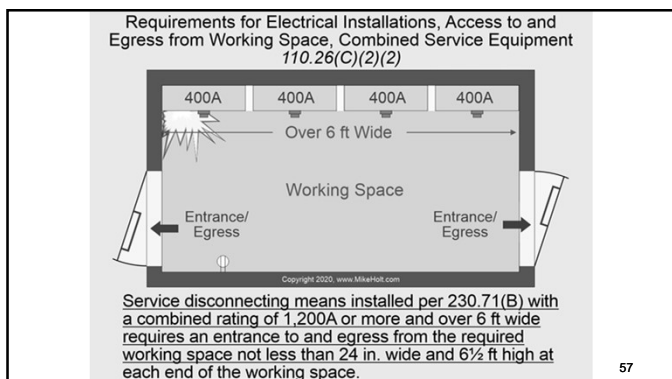 Requirements for Electrical Installations, Access to and
Egress from Working Space, Combined Service Equipment
110.26(C)(2)(2)
400A 400A 400A 400A
Over 6 ft Wide
Working Space
Entrance/ Entrance/
Egress Egress
Copyright 2020, www.MikeHolt.com
Service disconnecting means installed per 230.71(B) with
a combined rating of 1,200A or more and over 6 ft wide
requires an entrance to and egress from the required
working space not less than 24 in. wide and 6½ ft high at
each end of the working space.
57